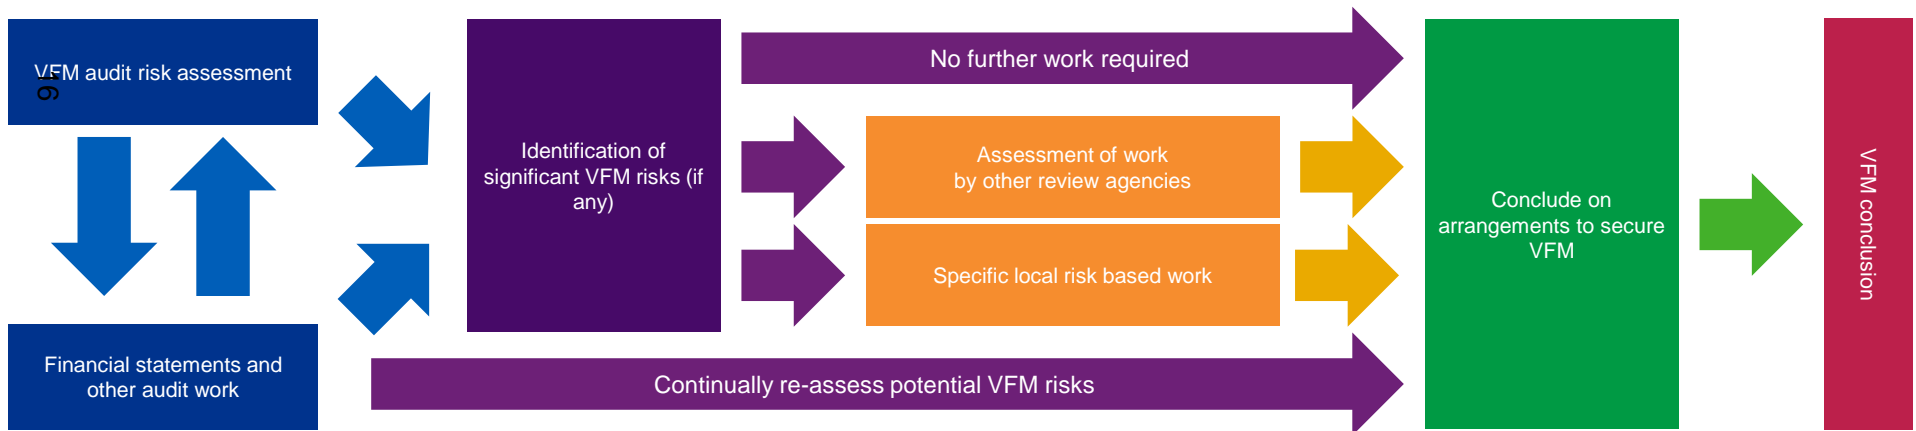 VFM audit risk assessment
16
Financial statements and
other audit work
Identification of
significant VFM risks (if
any)
No further work required
Assessment of work
by other review agencies
Specific local risk based work
Continually re-assess potential VFM risks
Conclude on
arrangements to secure
VFM
VFM conclusion